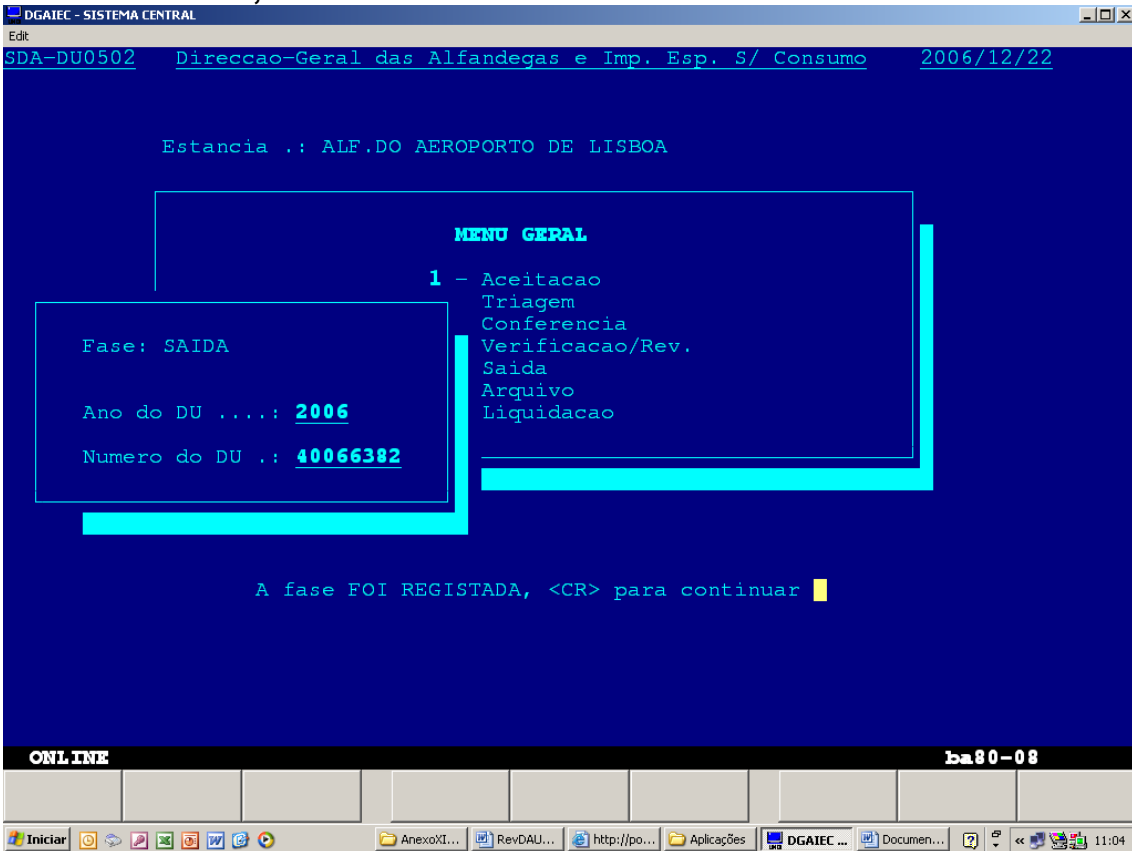 DGAIEC - SISTEMA CENTRAL
Edit
SDA-DU0502 Direccao-Geral das Alfandegas e Imp. Esp. S/ Consumo 2006/12/22
Estancia .: ALF.DO AEROPORTO DE LISBOA
MENU GERAL
1 - Aceitacao
Triagem
Conferencia
Verificacao/Rev.
Saida
Arquivo
Liquidacao
Fase: SAIDA
Ano do DU ....: 2006
Numero do DU .: 40066382
A fase FOI REGISTADA, <CR> para continuar
ONLINE ba80-08
Iniciar AnexoXI... RevDAU... http://po... Aplicações DGAIEC ... Documen... 11:04